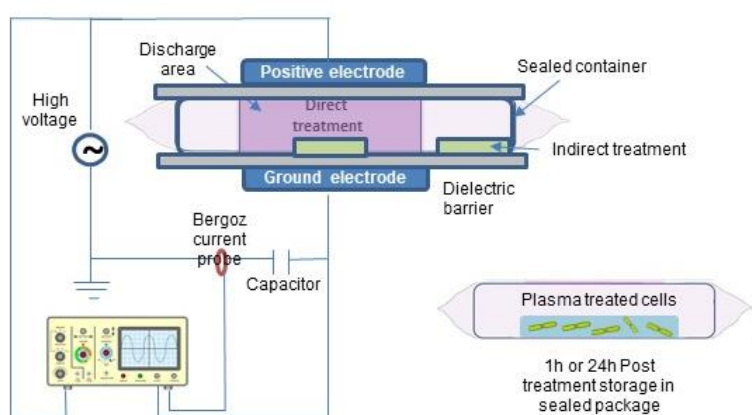 Discharge
area
Positive electrode
Sealed container
High
voltage
Direct
treatment
Indirect treatment
Ground electrode
Dielectric
barrier
Bergoz
current
probe
Capacitor
Plasma treated cells
1h or 24h Post
treatment storage in
sealed package